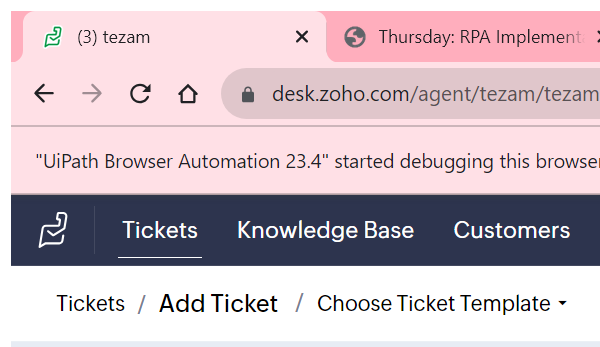 (3) tezam
Thursday: RPA Implement
desk.zoho.com/agent/tezam/tezam
"UiPath Browser Automation 23.4" started debugging this browser
Tickets Knowledge Base Customers
Tickets / Add Ticket / Choose Ticket Template